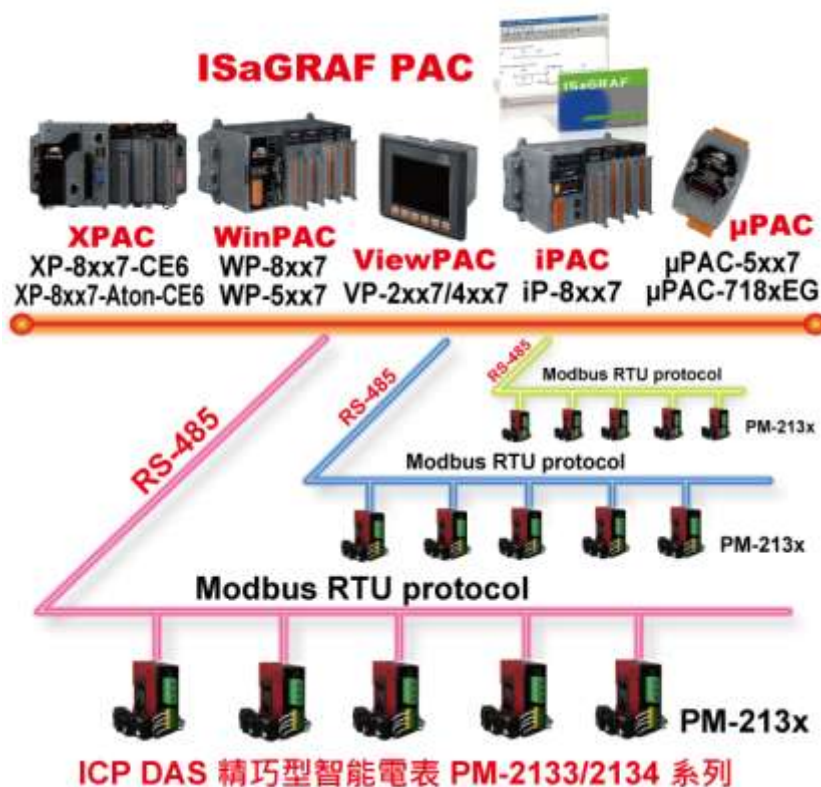 ISaGRAF PAC
ISaGRAF
XPAC
XP-8xx7-CE6
XP-8xx7-Aton-CE6
WinPAC
WP-8xx7
WP-5xx7
ViewPAC
VP-2xx7/4xx7
iPAC
iP-8xx7
µPAC
µPAC-5xx7
µPAC-718xEG
RS-485
RS-485
RS-485
Modbus RTU protocol
PM-213x
Modbus RTU protocol
PM-213x
Modbus RTU protocol
PM-213x
ICP DAS 精巧型智能電表 PM-2133/2134 系列